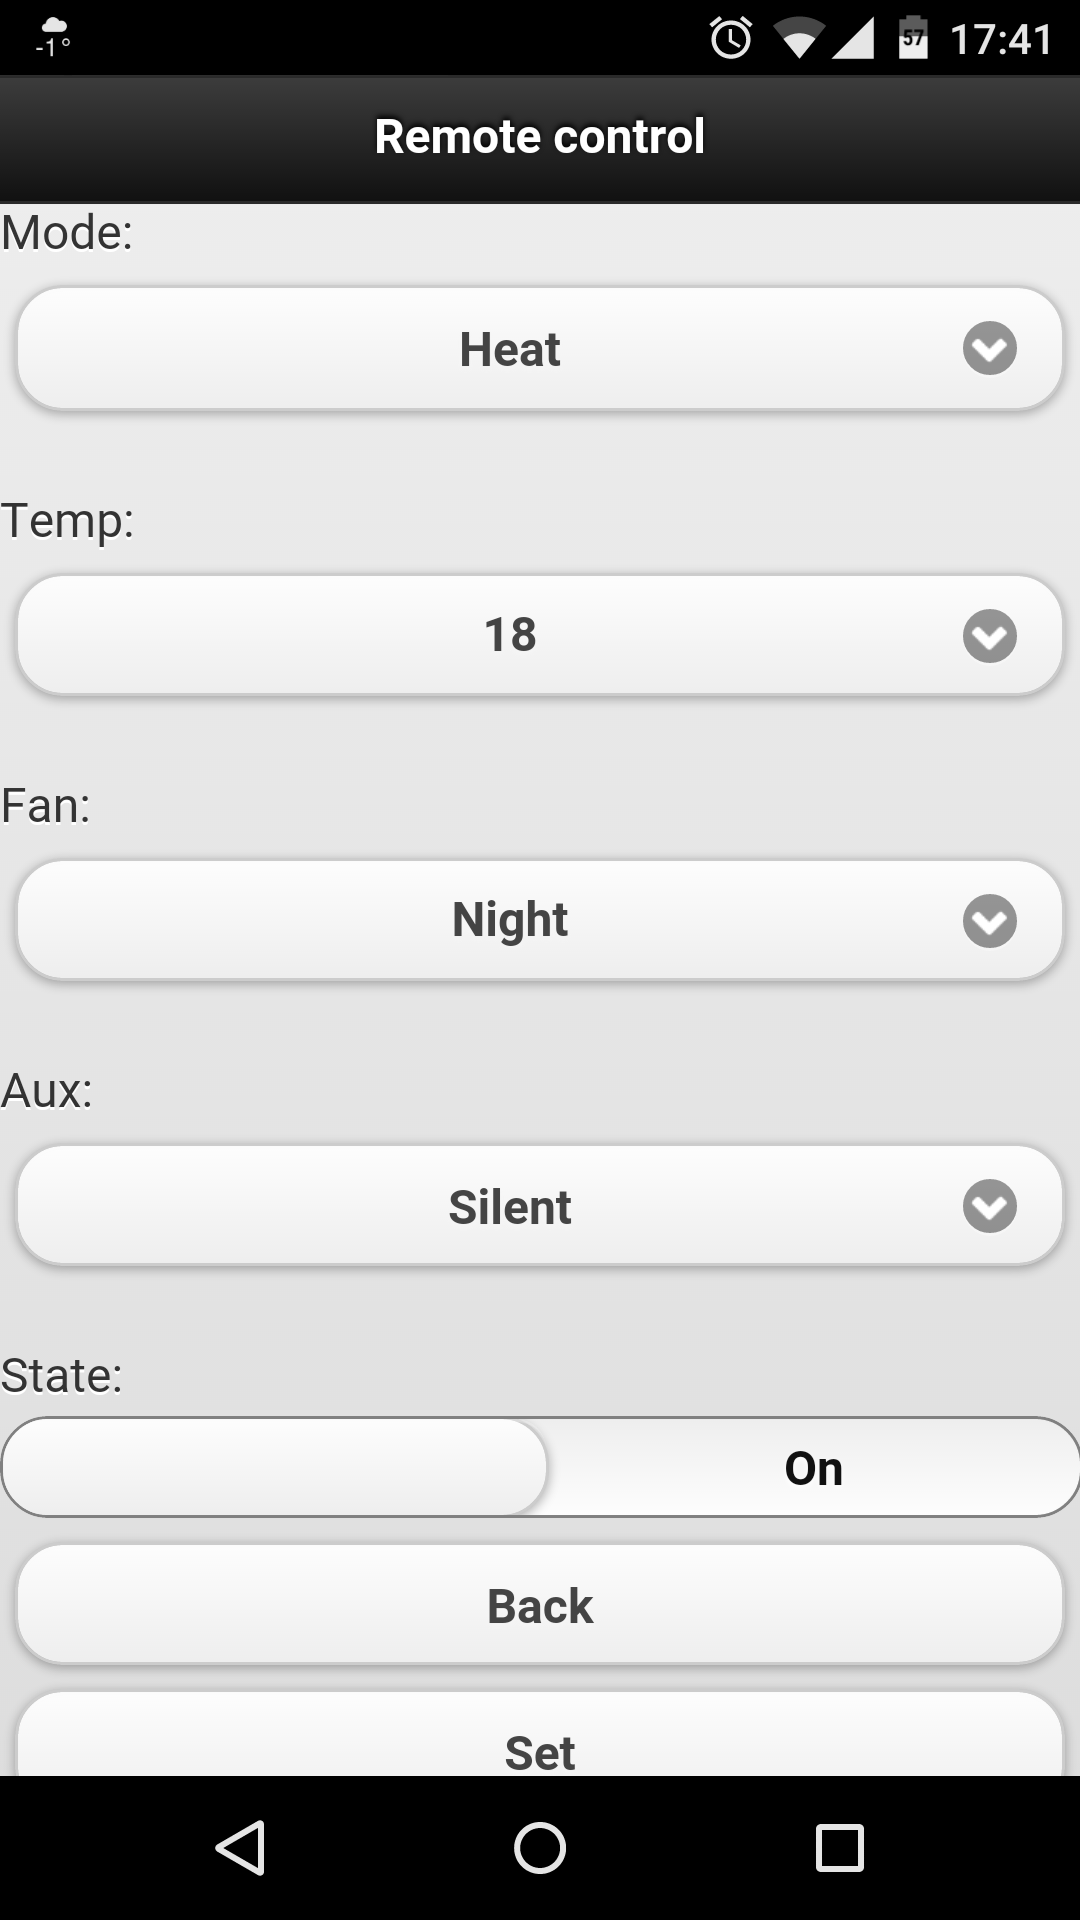 -1°
57
17:41
Remote control
Mode:
Heat
Temp:
18
Fan:
Night
Aux:
Silent
State:
On
Back
Set